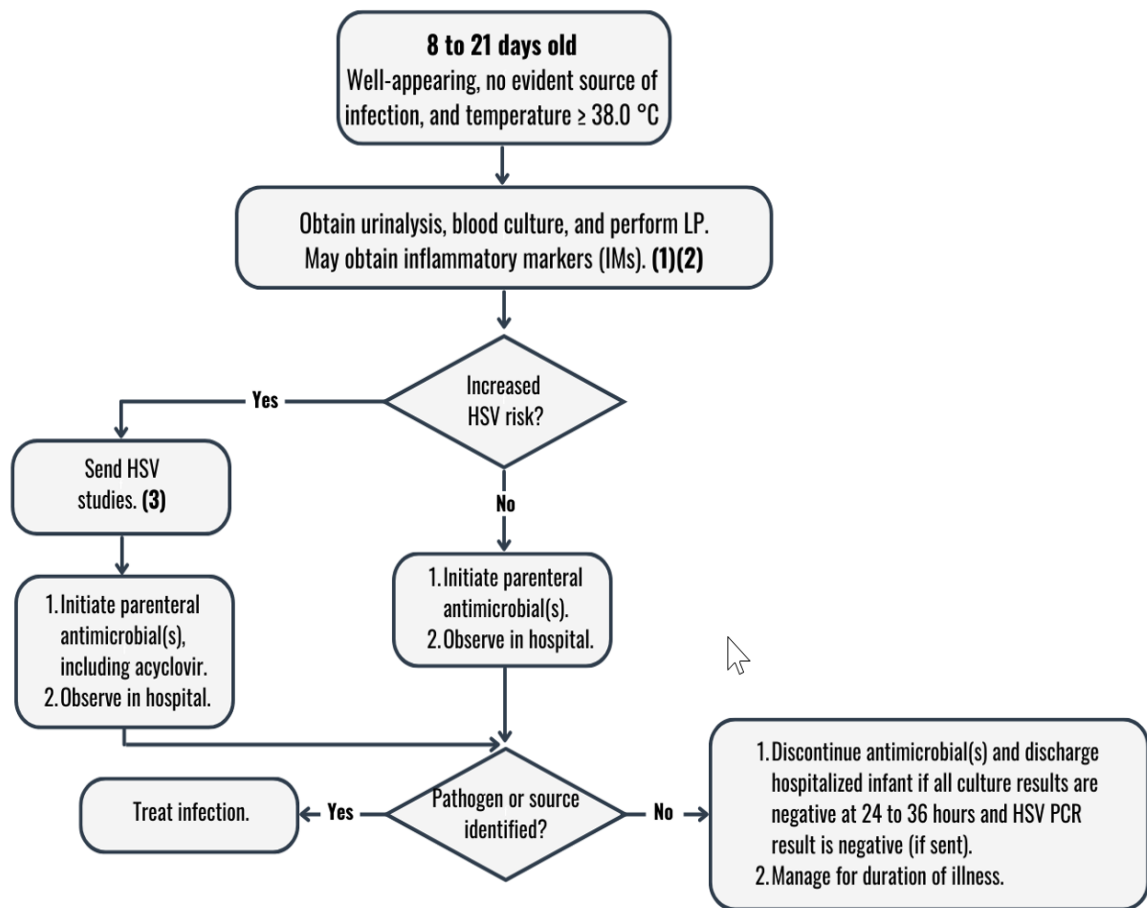 8 to 21 days old
Well-appearing, no evident source of
infection, and temperature ≥ 38.0 °C
Obtain urinalysis, blood culture, and perform LP.
May obtain inflammatory markers (IMs). (1)(2)
Increased
HSV risk?
Yes
Send HSV
studies. (3)
No
1. Initiate parenteral
antimicrobial(s),
including acyclovir.
2. Observe in hospital.
1. Initiate parenteral
antimicrobial(s).
2. Observe in hospital.
Pathogen or source
identified?
Yes
Treat infection.
No
1. Discontinue antimicrobial(s) and discharge
hospitalized infant if all culture results are
negative at 24 to 36 hours and HSV PCR
result is negative (if sent).
2. Manage for duration of illness.